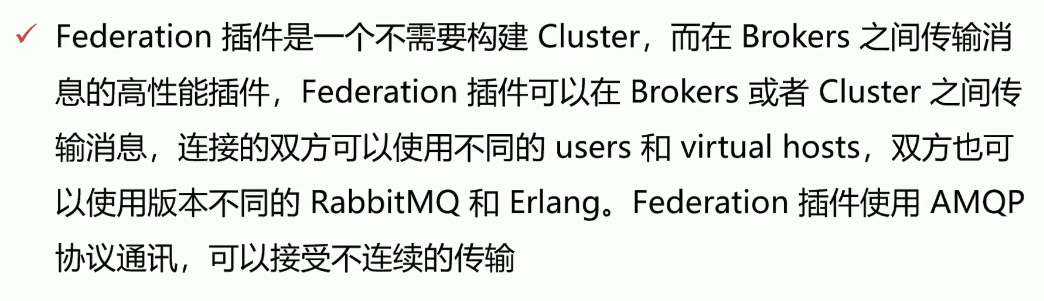 ✓ Federation 插件是一个不需要构建 Cluster，而在 Brokers 之间传输消
息的高性能插件，Federation 插件可以在 Brokers 或者 Cluster 之间传
输消息，连接的双方可以使用不同的 users 和 virtual hosts，双方也可
以使用版本不同的 RabbitMQ 和 Erlang。Federation 插件使用 AMQP
协议通讯，可以接受不连续的传输